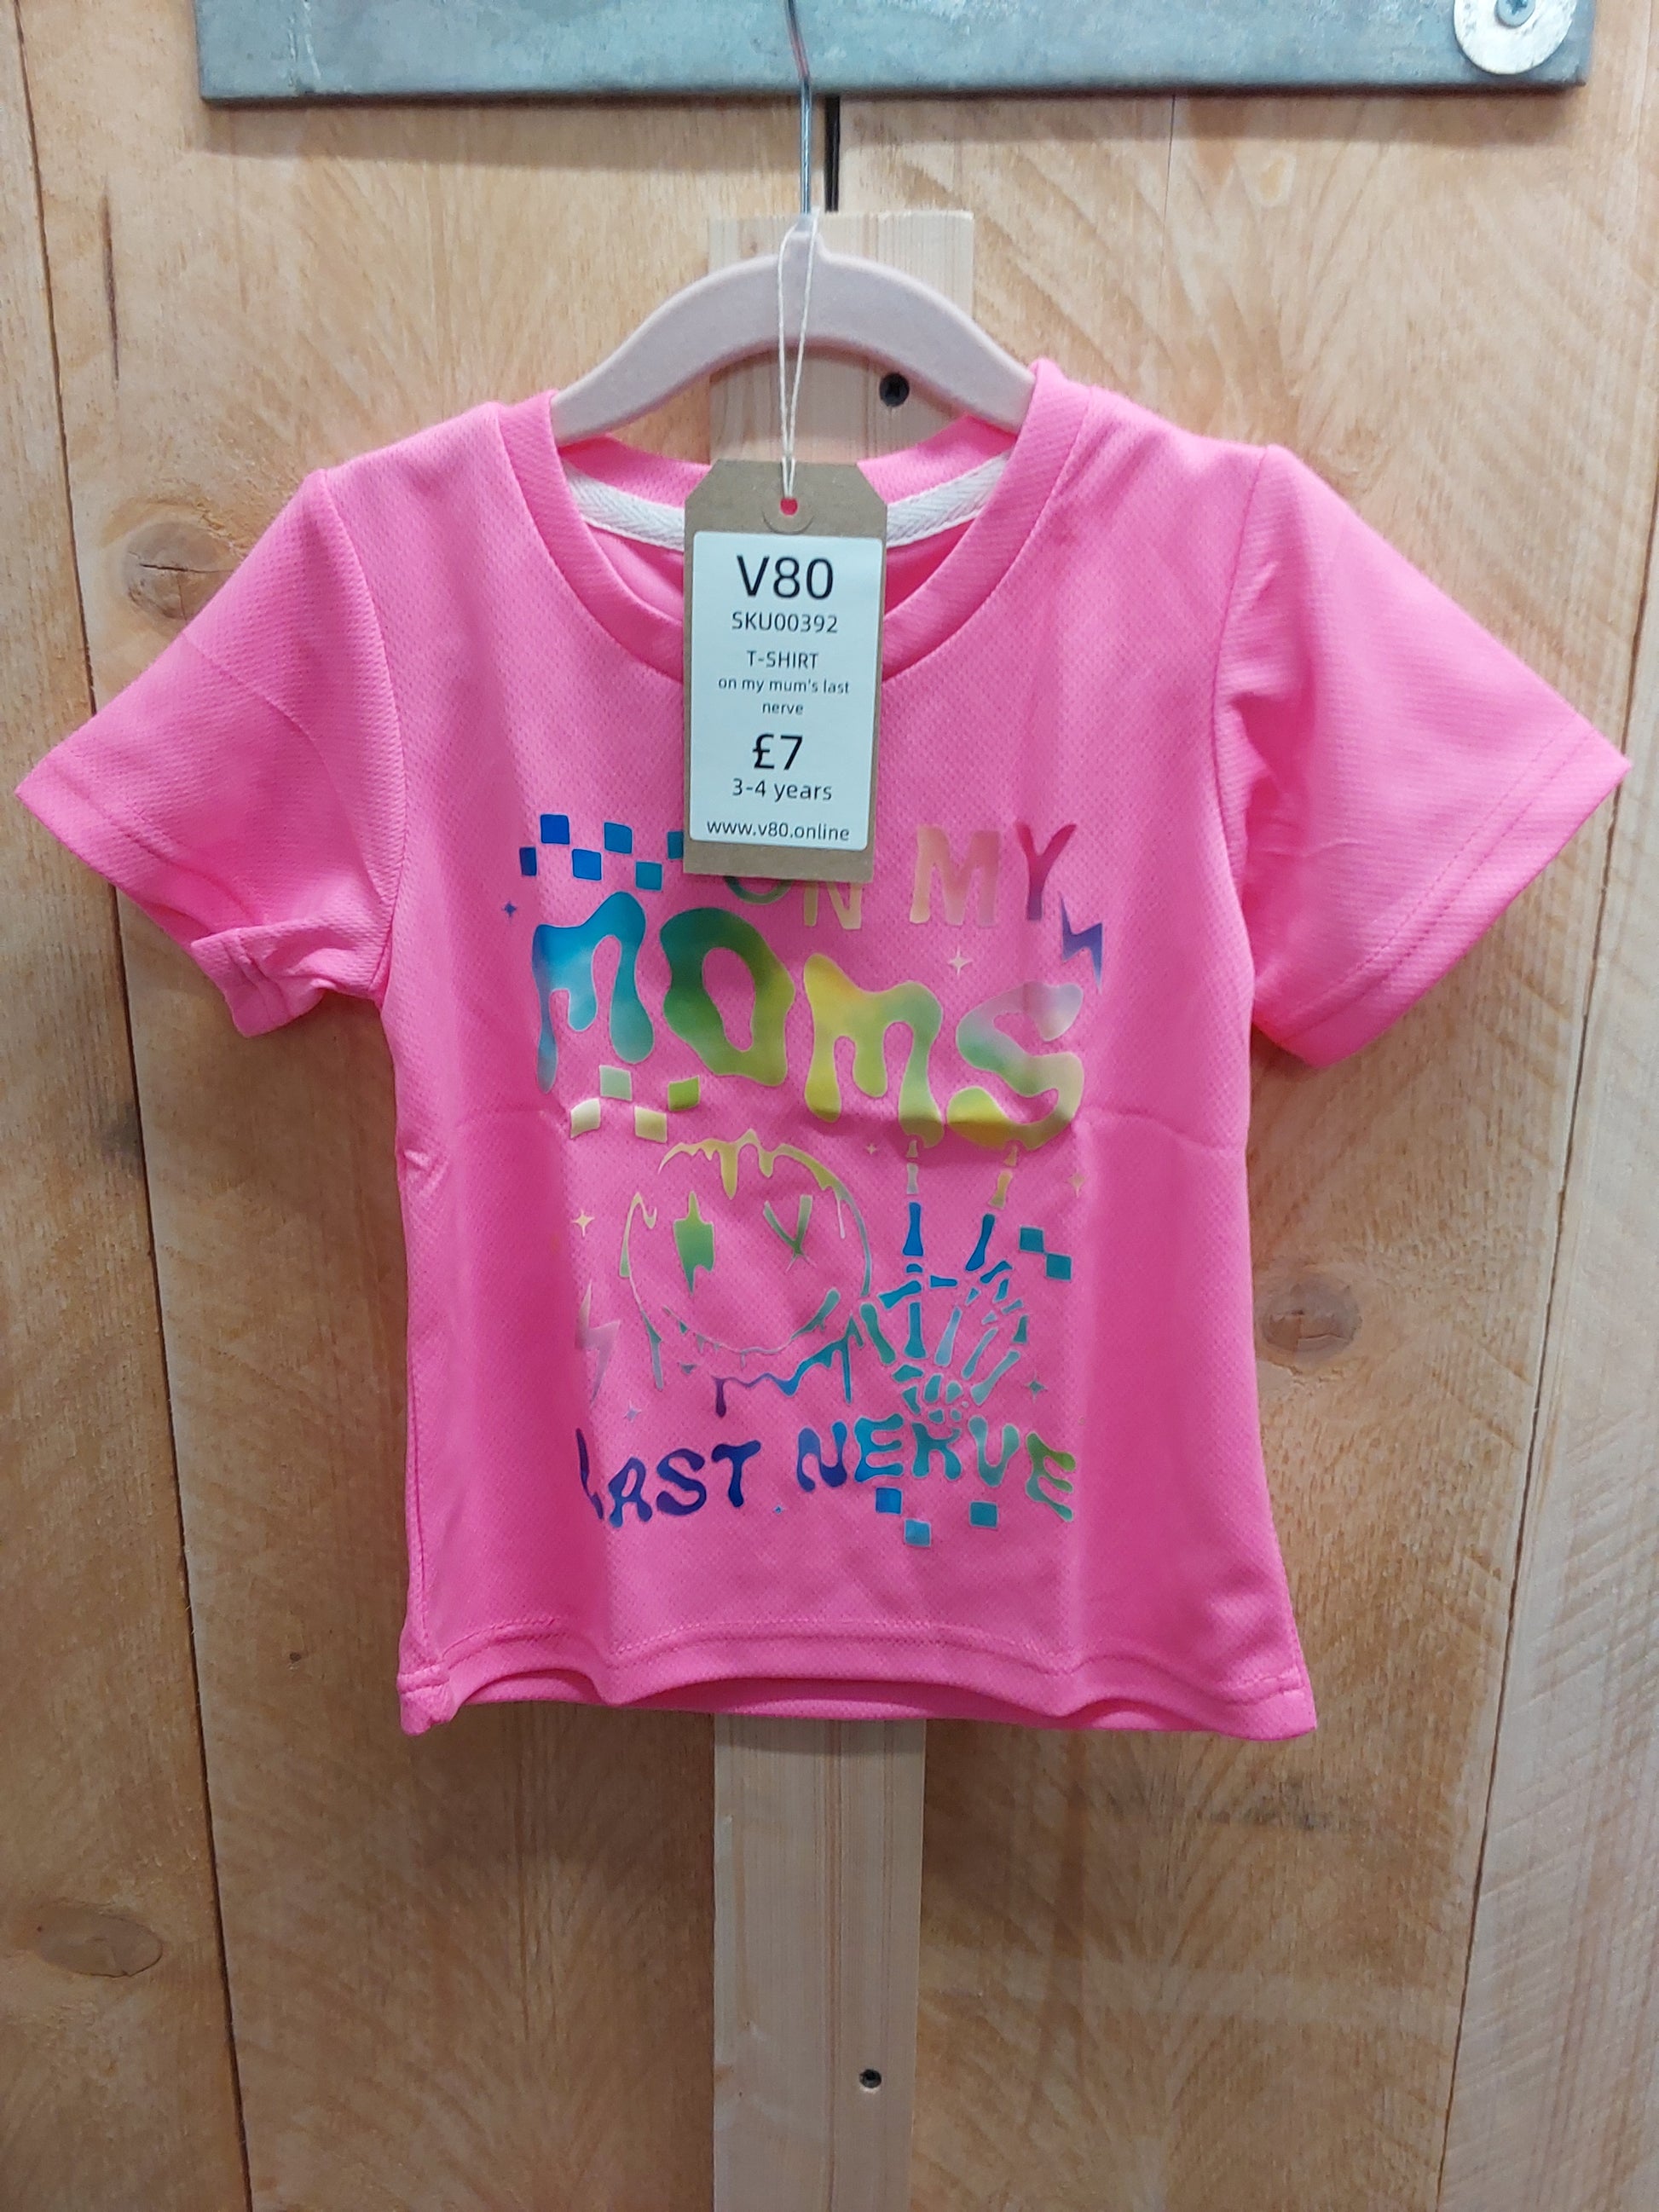 V80
SKU00392
T-SHIRT
on my mum's last
nerve
£7
3-4 years
www.v80.online
ON MY
MOMS
LAST NERVE